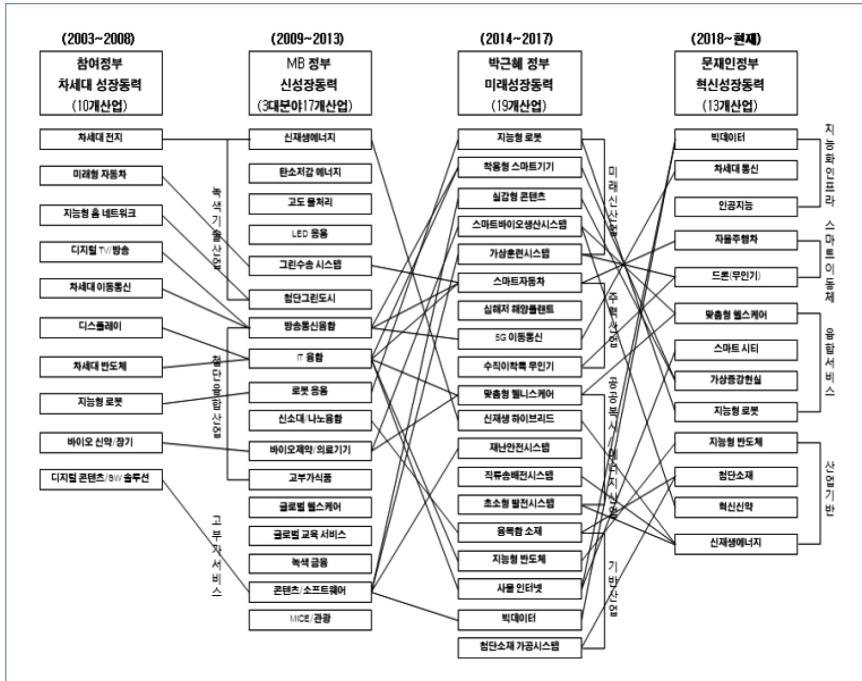 (2003~2008)
참여정부
차세대 성장동력
(10개산업)
차세대 전지
미래형 자동차
지능형 홈 네트워크
디지털 TV/방송
차세대 이동통신
디스플레이
차세대 반도체
지능형 로봇
바이오 신약/장기
디지털 콘텐츠/SW 솔루션
(2009~2013)
MB 정부
신성장동력
(3대분야17개산업)
녹색기술산업
첨단융합산업
고부가서비스
신재생에너지
탄소저감 에너지
고도 물처리
LED 응용
그린수송 시스템
첨단그린도시
방송통신융합
IT 융합
로봇 응용
신소대/나노융합
바이오제약/의료기기
고부가식품
글로벌 헬스케어
글로벌 교육 서비스
녹색 금융
콘텐츠/소프트웨어
MICE/관광
(2014~2017)
박근혜 정부
미래성장동력
(19개산업)
지능형 로봇
착용형 스마트기기
실감형 콘텐츠
스마트바이오생산시스템
가상훈련시스템
스마트자동차
심해저 해양플랜트
5G 이동통신
수직이착륙 무인기
맞춤형 웰니스케어
신재생 하이브리드
재난안전시스템
직류송배전시스템
초소형 발전시스템
융복합 소재
지능형 반도체
사물 인터넷
빅데이터
첨단소재 가공시스템
미래신산업
주력산업
공공복지/에너지산업
기반산업
(2018~현재)
문재인정부
혁신성장동력
(13개산업)
빅데이터
차세대 통신
인공지능
자율주행차
드론(무인기)
맞춤형 헬스케어
스마트 시티
가상증강현실
지능형 로봇
지능형 반도체
첨단소재
혁신신약
신재생에너지
지능화인프라
스마트이동체
융합서비스
산업기반